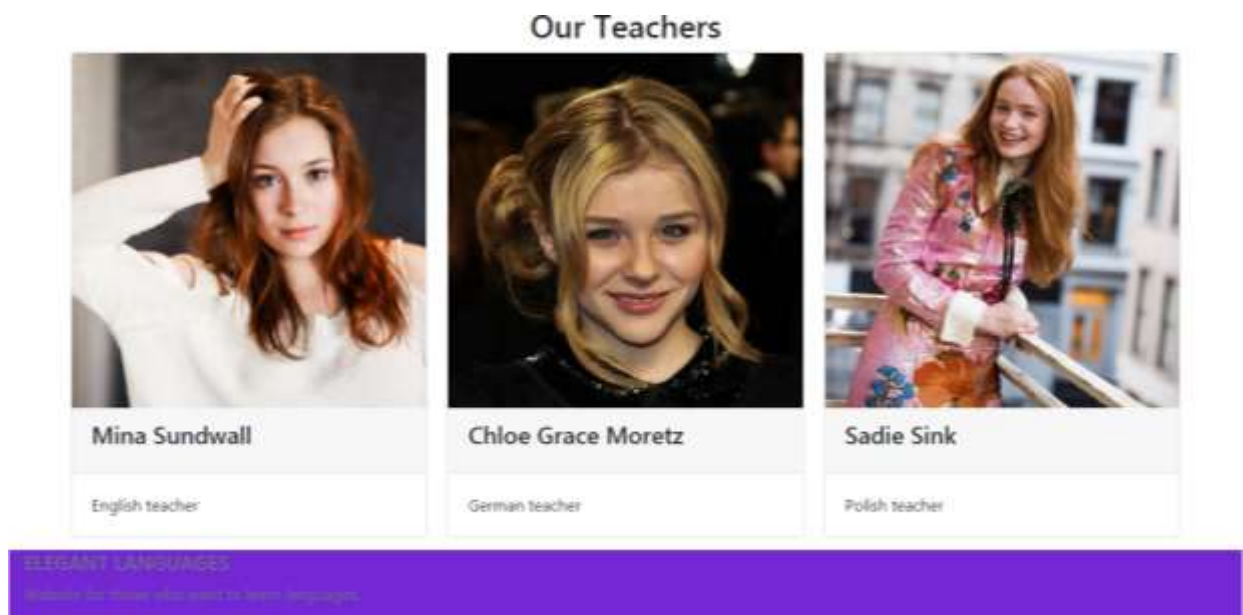 Our Teachers
Mina Sundwall
Chloe Grace Moretz
Sadie Sink
English teacher
German teacher
Polish teacher
ELEGANT LANGUAGES
Website for those who want to learn languages.